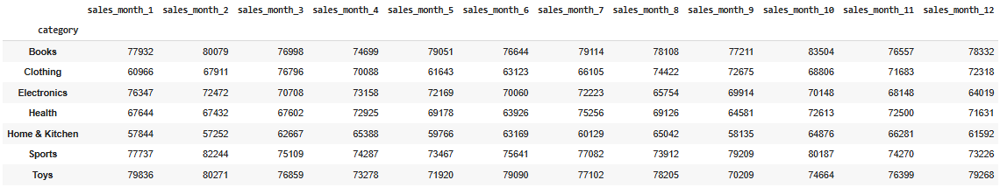 sales_month_1 sales_month_2 sales_month_3 sales_month_4 sales_month_5 sales_month_6 sales_month_7 sales_month_8 sales_month_9 sales_month_10 sales_month_11 sales_month_12
category
Books 77932 80079 76998 74699 79051 76644 79114 78108 77211 83504 76557 78332
Clothing 60966 67911 76796 70088 61643 63123 66105 74422 72675 68806 71683 72318
Electronics 76347 72472 70708 73158 72169 70060 72223 65754 69914 70148 68148 64019
Health 67644 67432 67602 72925 69178 63926 75256 69126 64581 72613 72500 71631
Home & Kitchen 57844 57252 62667 65388 59766 63169 60129 65042 58135 64876 66281 61592
Sports 77737 82244 75109 74287 73467 75641 77082 73912 79209 80187 74270 73226
Toys 79836 80271 76859 73278 71920 79090 77102 78205 70209 74664 76399 79268